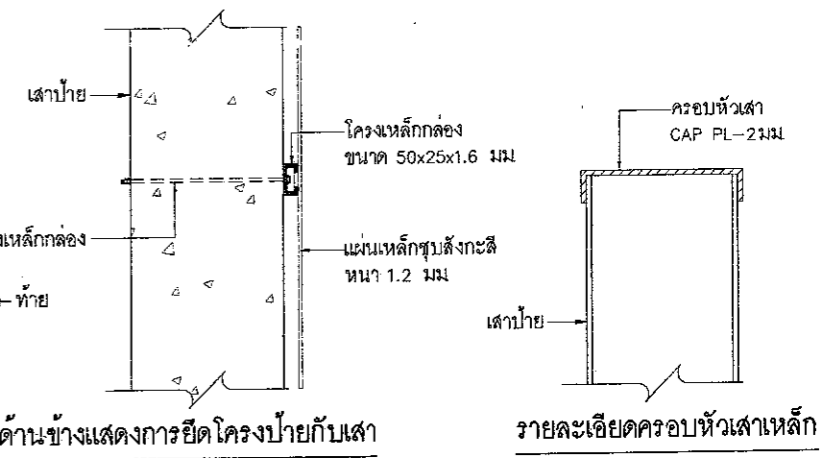 เสาป้าย
โครงเหล็กกล่อง
ขนาด 50x25x1.6 มม
เหล็กกล่อง
ท้าย
แผ่นเหล็กชุบสังกะสี
หนา 1.2 มม
ด้านข้างแสดงการยึดโครงป้ายกับเสา
ครอบหัวเสา
CAP PL-2มม
เสาป้าย
รายละเอียดครอบหัวเสาเหล็ก